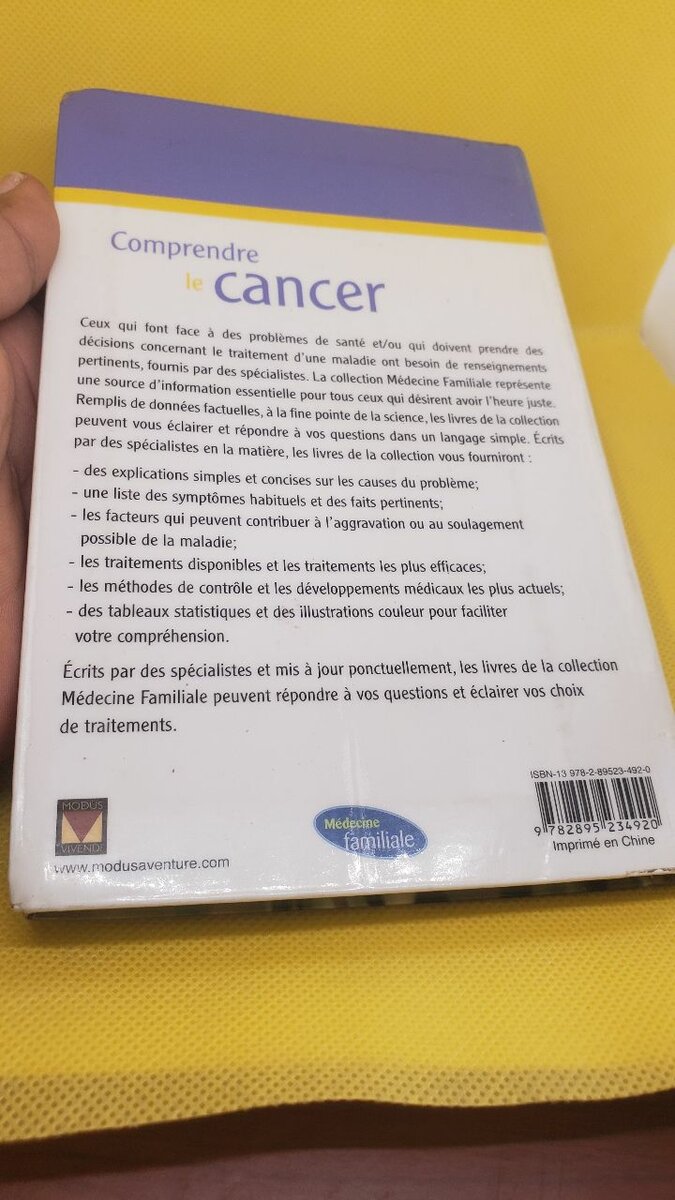 Comprendre
le cancer
Ceux qui font face à des problèmes de santé et/ou qui doivent prendre des
décisions concernant le traitement d'une maladie ont besoin de renseignements
pertinents, fournis par des spécialistes. La collection Médecine Familiale représente
une source d'information essentielle pour tous ceux qui désirent avoir l'heure juste.
Remplis de données factuelles, à la fine pointe de la science, les livres de la collection
peuvent vous éclairer et répondre à vos questions dans un langage simple. Écrits
par des spécialistes en la matière, les livres de la collection vous fourniront :
- des explications simples et concises sur les causes du problème;
- une liste des symptômes habituels et des faits pertinents;
- les facteurs qui peuvent contribuer à l'aggravation ou au soulagement
possible de la maladie;
- les traitements disponibles et les traitements les plus efficaces;
- les méthodes de contrôle et les développements médicaux les plus actuels;
- des tableaux statistiques et des illustrations couleur pour faciliter
votre compréhension.
Écrits par des spécialistes et mis à jour ponctuellement, les livres de la collection
Médecine Familiale peuvent répondre à vos questions et éclairer vos choix
de traitements.
MODUS
VIVENDI
www.modusaventure.com
Médecine
familiale
ISBN-13 978-2-89523-492-0
9 782895 234920
Imprimé en Chine